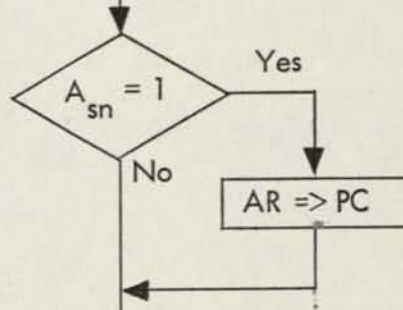 Yes
A_sn = 1
No
AR => PC